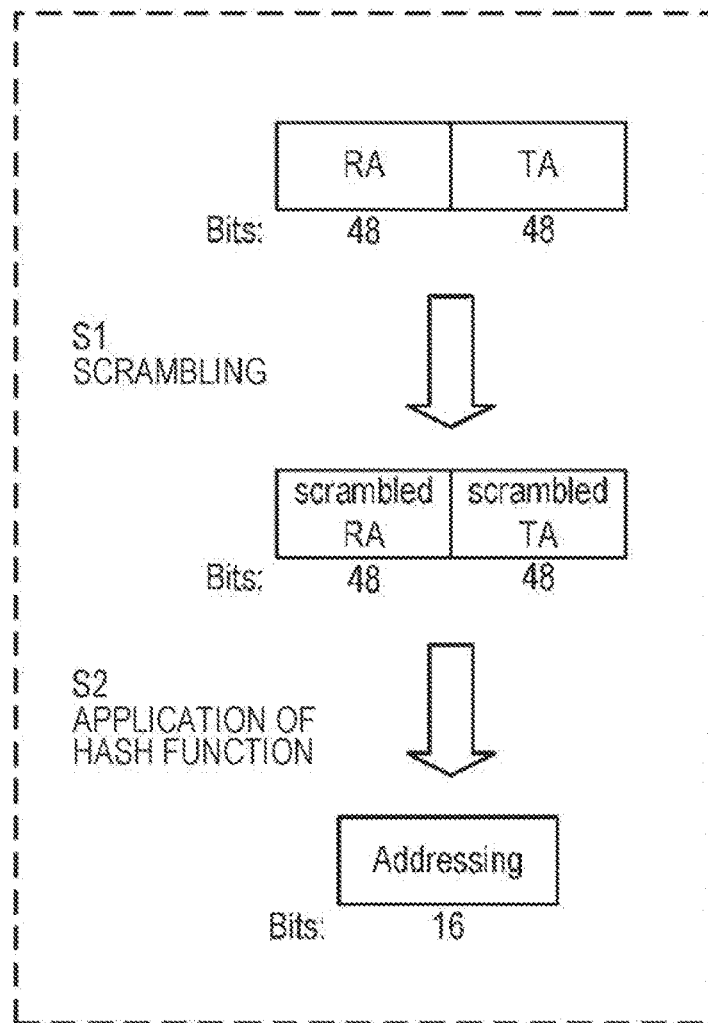 RA TA
Bits: 48 48
S1
SCRAMBLING
scrambled scrambled
RA TA
Bits: 48 48
S2
APPLICATION OF
HASH FUNCTION
Addressing
Bits: 16